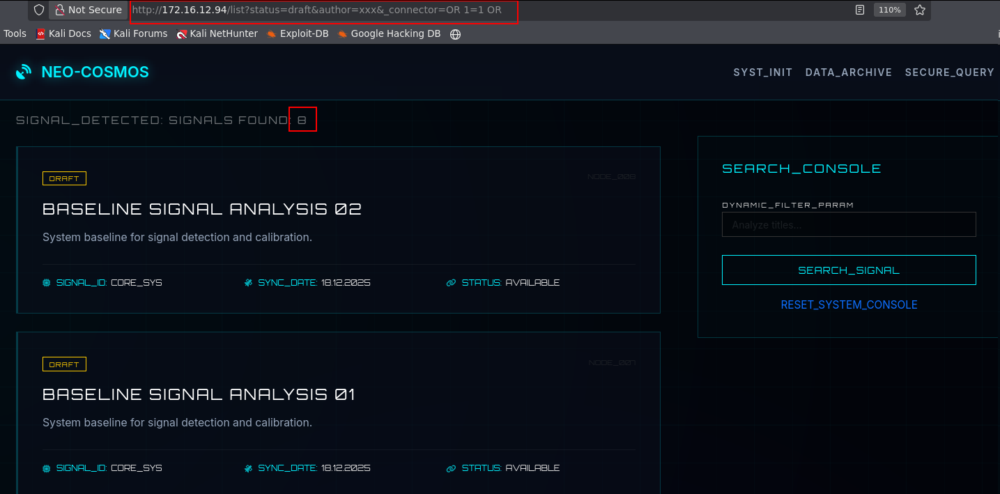 Not Secure http://172.16.12.94/list?status=draft&author=xxx&_connector=OR 1=1 OR 110%
Tools Kali Docs Kali Forums Kali NetHunter Exploit-DB Google Hacking DB
NEO-COSMOS SYST_INIT DATA_ARCHIVE SECURE_QUERY
SIGNAL_DETECTED: SIGNALS FOUND: 8
DRAFT NODE_008
BASELINE SIGNAL ANALYSIS 02
System baseline for signal detection and calibration.
SIGNAL_ID: CORE_SYS SYNC_DATE: 18.12.2025 STATUS: AVAILABLE
DRAFT NODE_007
BASELINE SIGNAL ANALYSIS 01
System baseline for signal detection and calibration.
SIGNAL_ID: CORE_SYS SYNC_DATE: 18.12.2025 STATUS: AVAILABLE
SEARCH_CONSOLE
DYNAMIC_FILTER_PARAM
Analyze titles...
SEARCH_SIGNAL
RESET_SYSTEM_CONSOLE